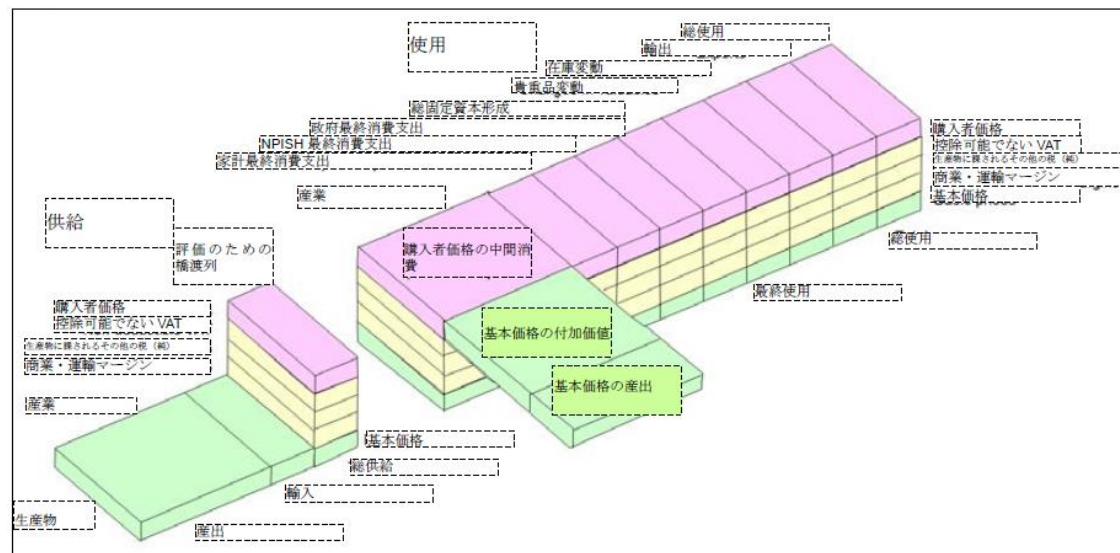 使用
総使用
輸出
在庫変動
貴重品変動
総固定資本形成
政府最終消費支出
NPISH 最終消費支出
家計最終消費支出
産業
購入者価格
控除可能でない VAT
生産物に課されるその他の税（純）
商業・運輸マージン
基本価格
総使用
最終使用
購入者価格の中間消
費
基本価格の付加価値
基本価格の産出
供給
評価のための
橋渡列
購入者価格
控除可能でない VAT
生産物に課されるその他の税（純）
商業・運輸マージン
産業
基本価格
総供給
輸入
生産物
産出